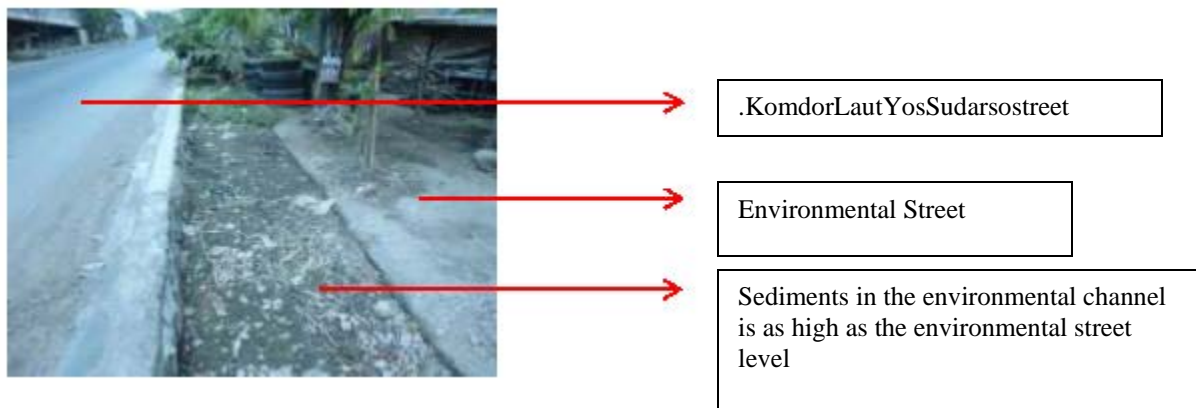 .KomdorLautYosSudarsostreet
Environmental Street
Sediments in the environmental channel
is as high as the environmental street
level